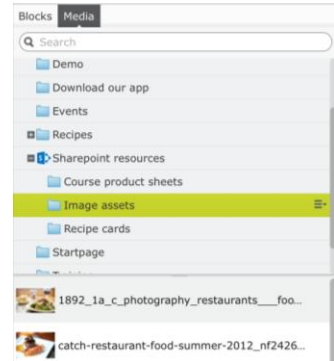 Blocks Media
Search
Demo
Download our app
Events
Recipes
Sharepoint resources
Course product sheets
Image assets
Recipe cards
Startpage
1892_1a_c_photography_restaurants___foo...
catch-restaurant-food-summer-2012_nf2426...